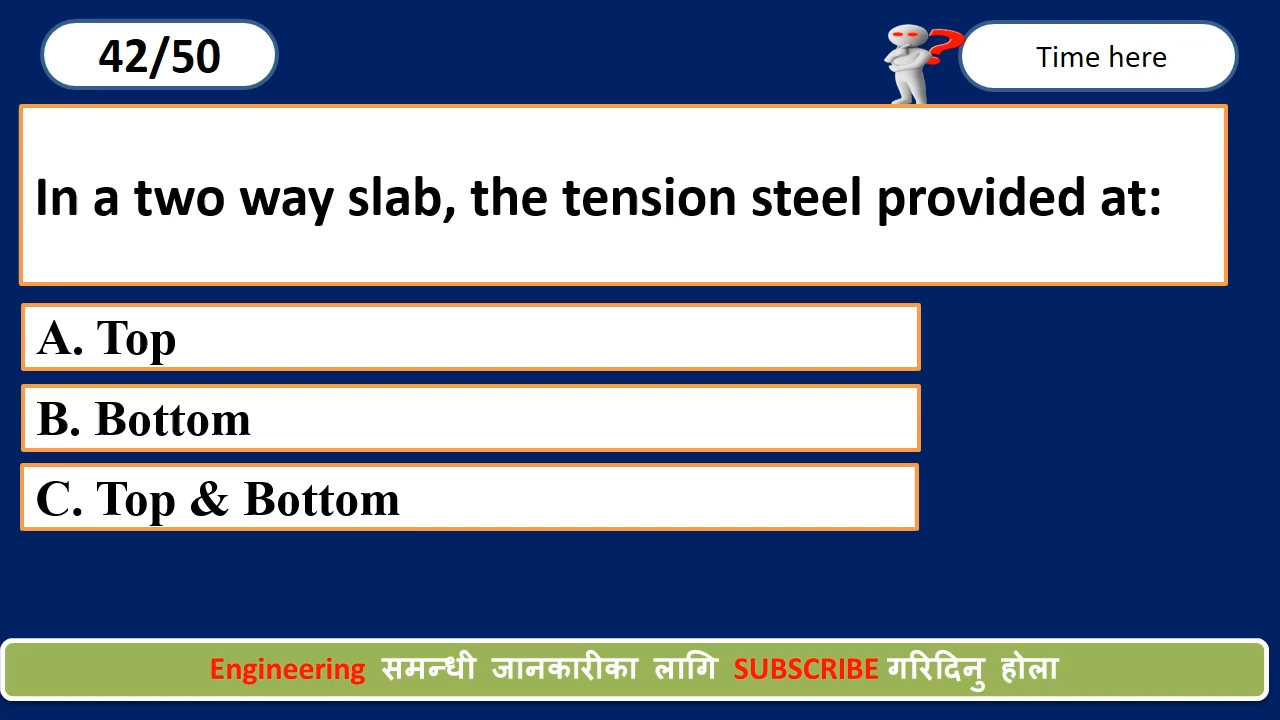 42/50
Time here
In a two way slab, the tension steel provided at:
A. Top
B. Bottom
C. Top & Bottom
Engineering समन्धी जानकारीका लागि SUBSCRIBE गरिदिनु होला